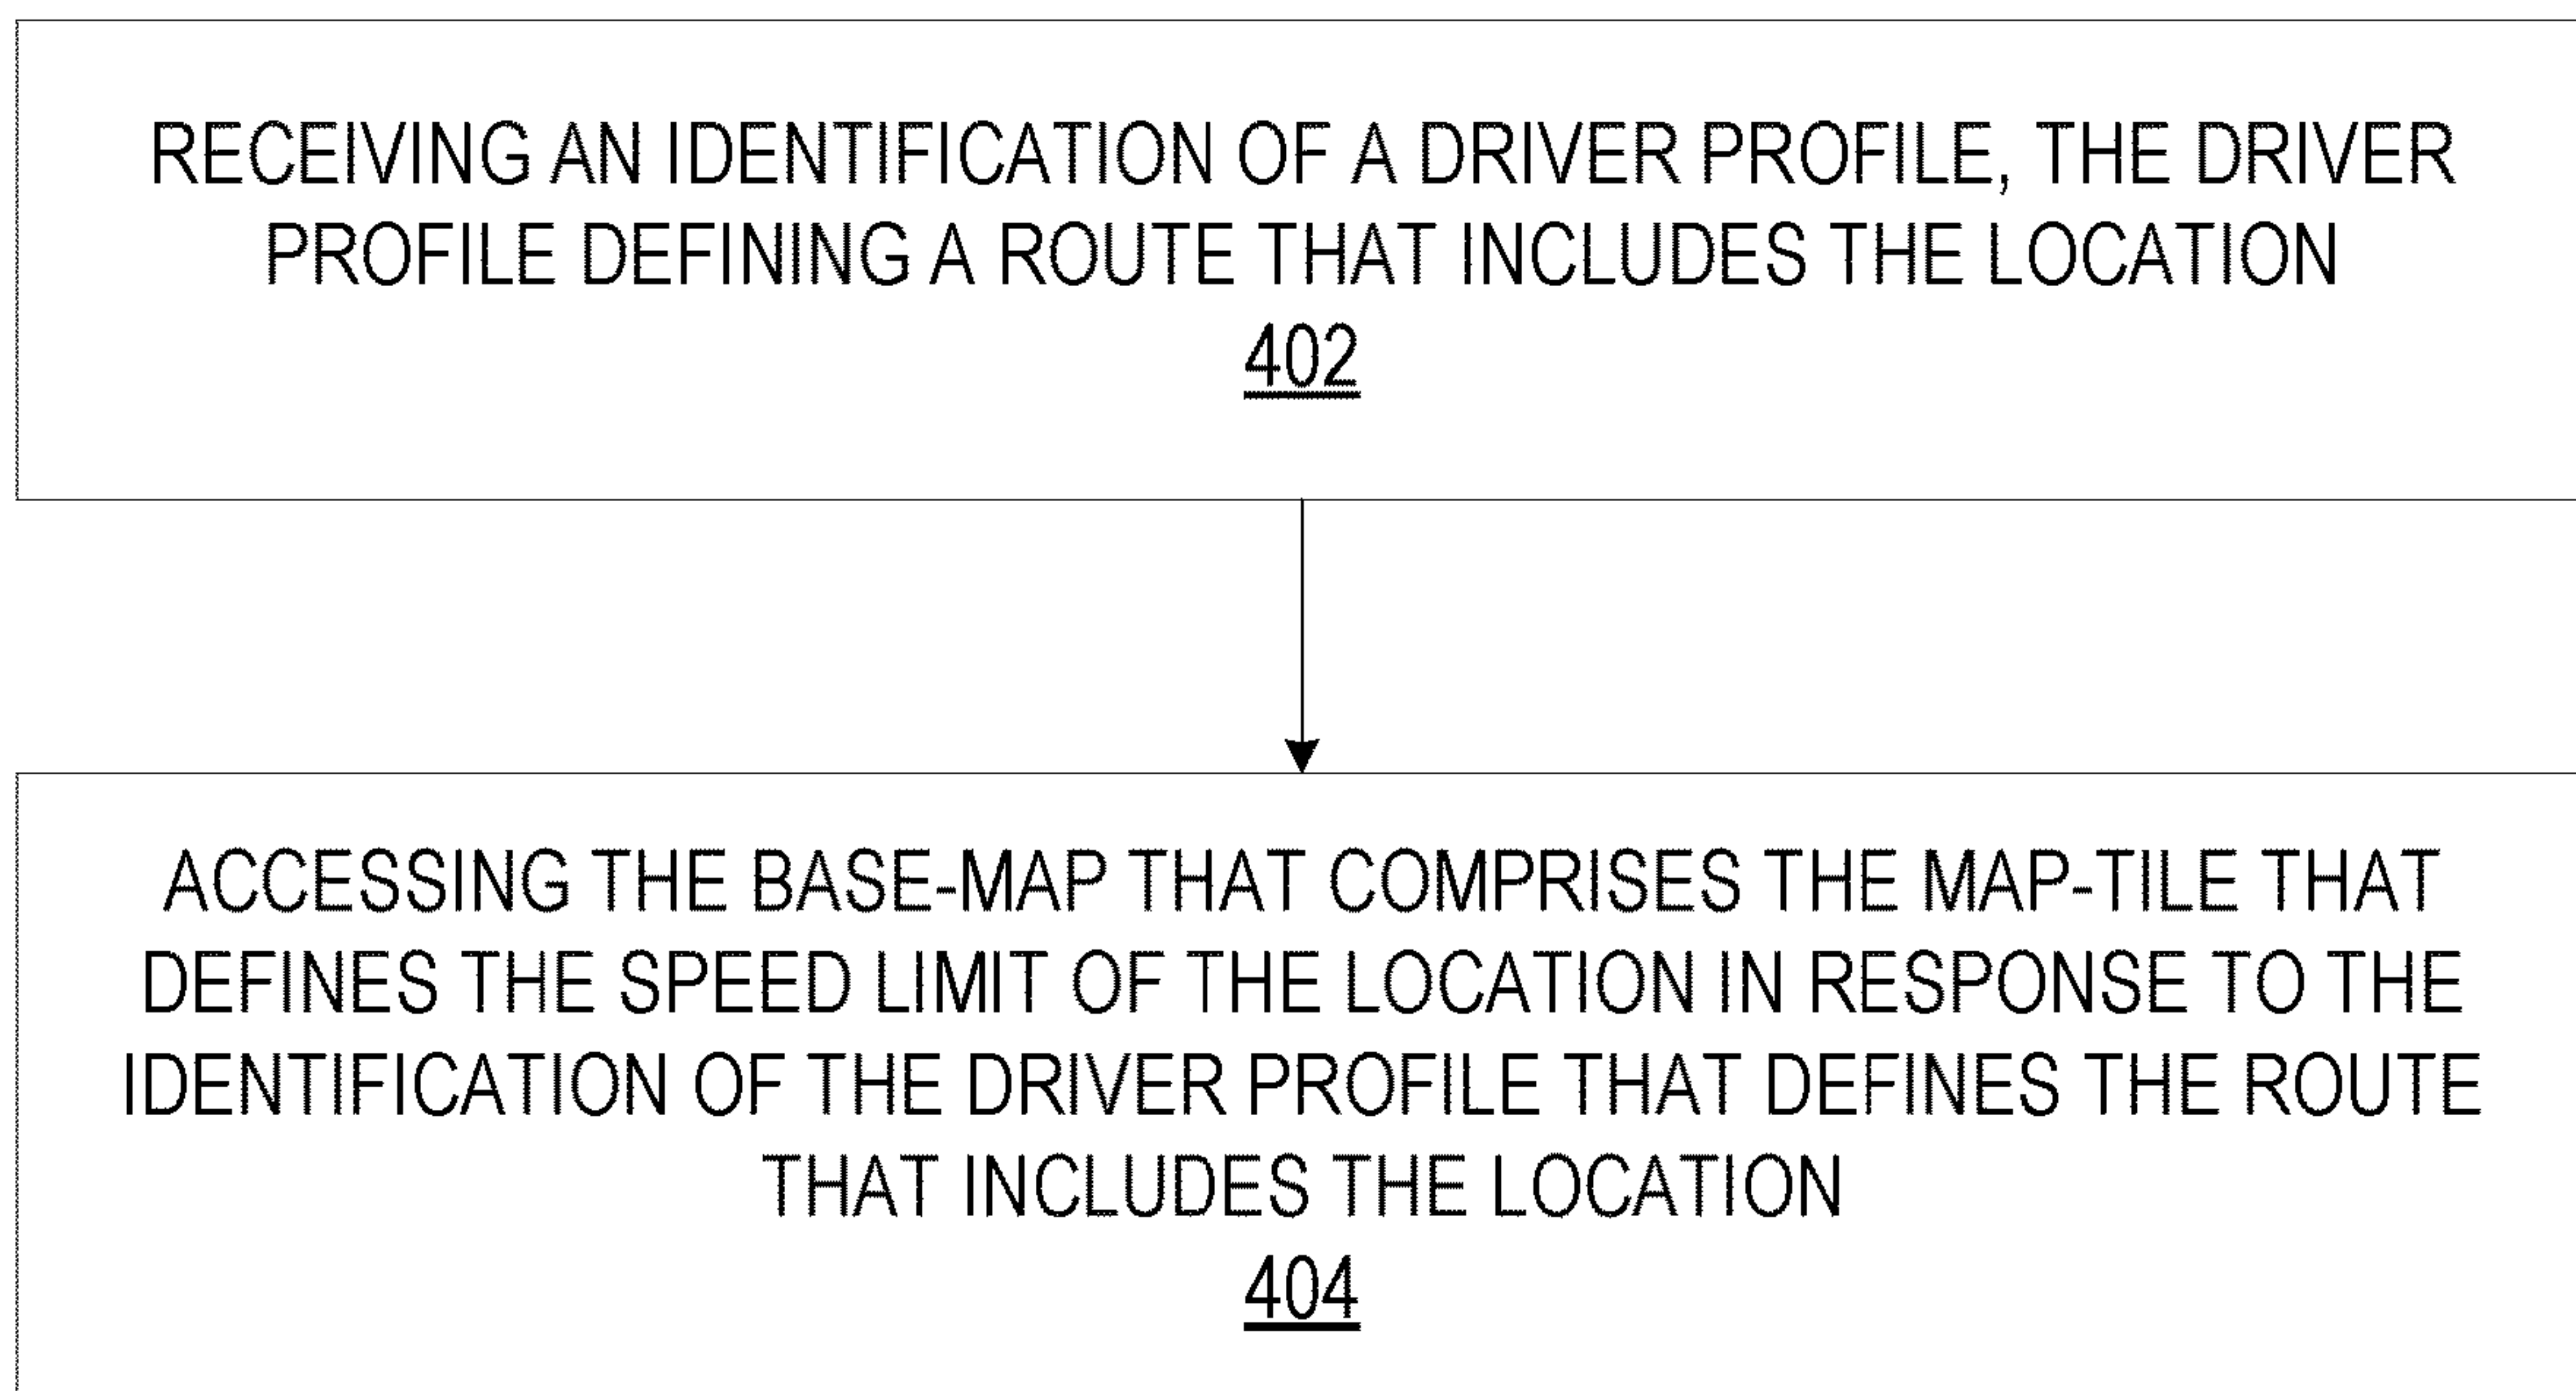 RECEIVING AN IDENTIFICATION OF A DRIVER PROFILE, THE DRIVER
PROFILE DEFINING A ROUTE THAT INCLUDES THE LOCATION
402
ACCESSING THE BASE-MAP THAT COMPRISES THE MAP-TILE THAT
DEFINES THE SPEED LIMIT OF THE LOCATION IN RESPONSE TO THE
IDENTIFICATION OF THE DRIVER PROFILE THAT DEFINES THE ROUTE
THAT INCLUDES THE LOCATION
404